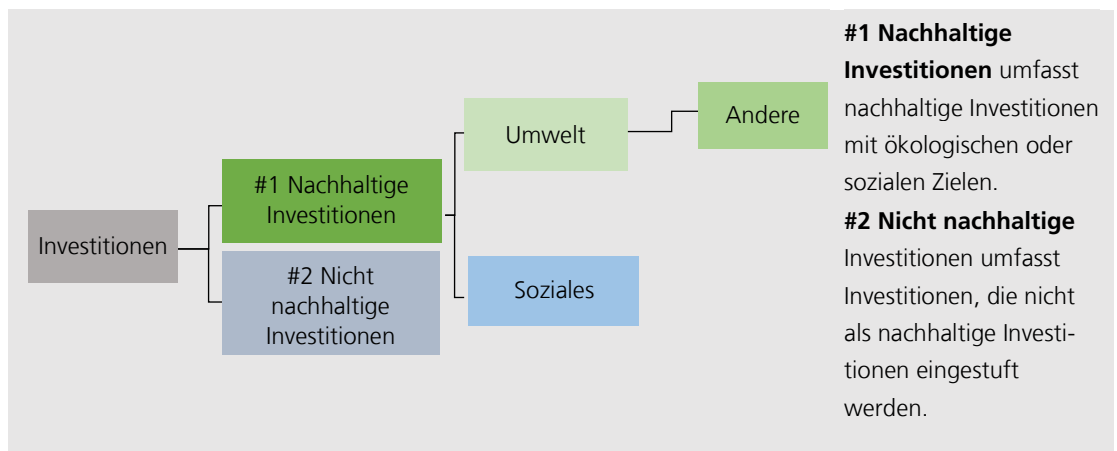 Investitionen
#1 Nachhaltige
Investitionen
#2 Nicht
nachhaltige
Investitionen
Umwelt
Soziales
Andere
#1 Nachhaltige
Investitionen umfasst
nachhaltige Investitionen
mit ökologischen oder
sozialen Zielen.
#2 Nicht nachhaltige
Investitionen umfasst
Investitionen, die nicht
als nachhaltige Investi-
tionen eingestuft
werden.